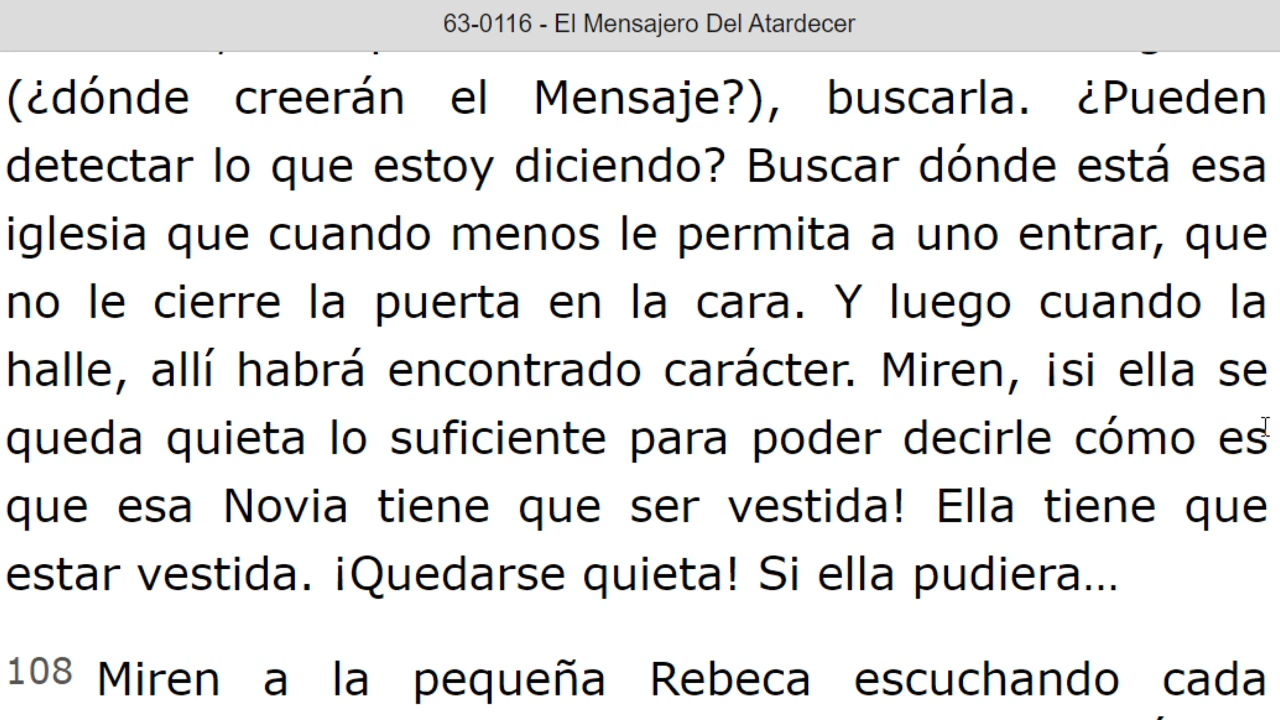 63-0116 - El Mensajero Del Atardecer
(¿dónde creerán el Mensaje?), buscarla. ¿Pueden
detectar lo que estoy diciendo? Buscar dónde está esa
iglesia que cuando menos le permita a uno entrar, que
no le cierre la puerta en la cara. Y luego cuando la
halle, allí habrá encontrado carácter. Miren, ¡si ella se
queda quieta lo suficiente para poder decirle cómo es
que esa Novia tiene que ser vestida! Ella tiene que
estar vestida. ¡Quedarse quieta! Si ella pudiera…
108 Miren a la pequeña Rebeca escuchando cada